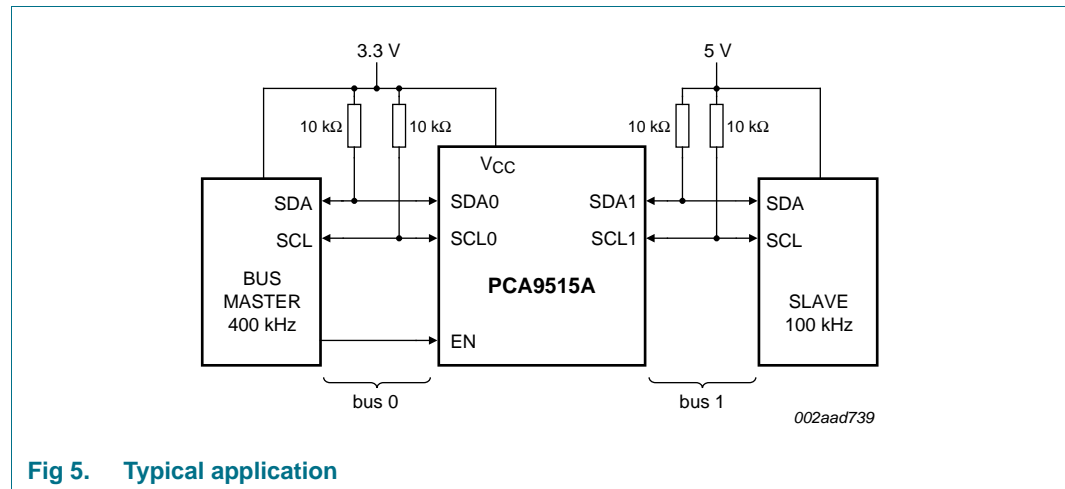 3.3 V
5 V
10 kΩ
10 kΩ
10 kΩ
10 kΩ
VCC
SDA
SDA0
SDA1
SDA
SCL
SCL0
SCL1
SCL
PCA9515A
BUS
MASTER
400 kHz
SLAVE
100 kHz
EN
bus 0
bus 1
002aad739
Fig 5. Typical application